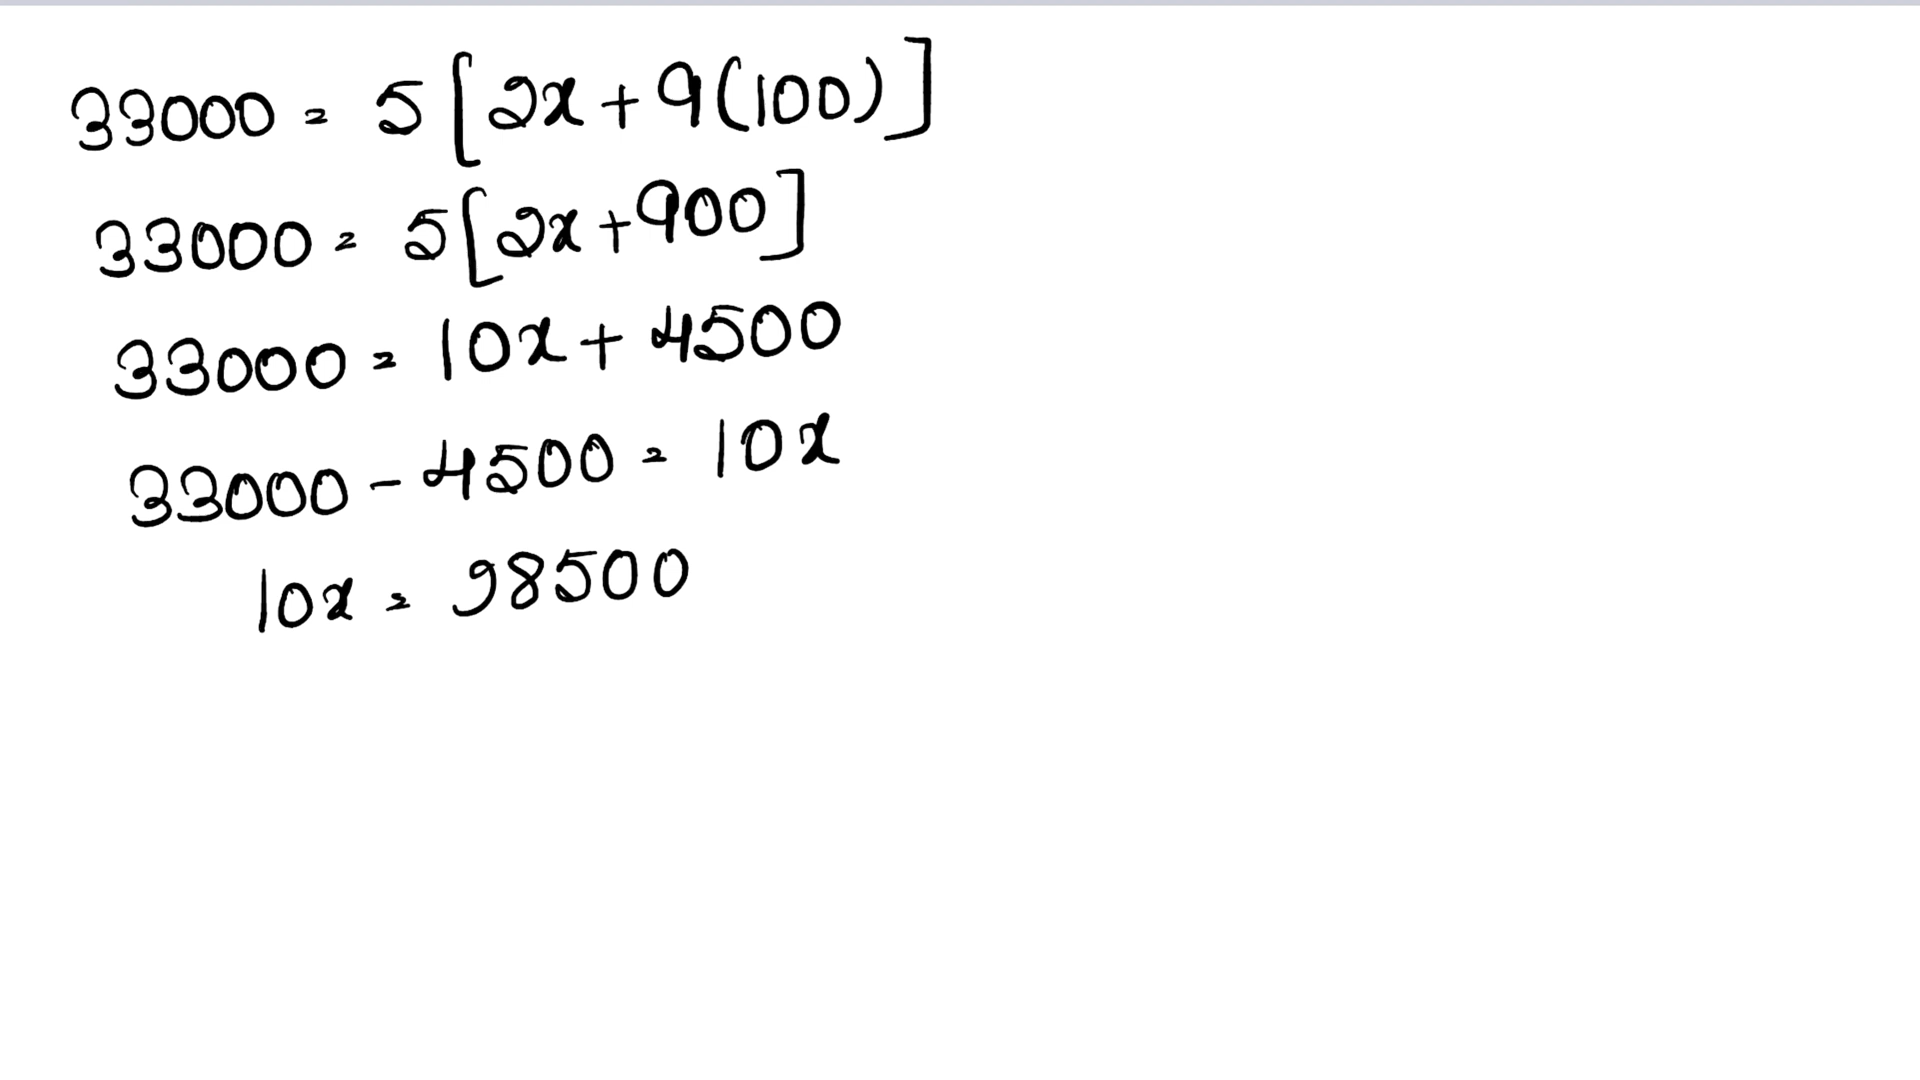 33000 = 5[2x+9(100)]
33000 = 5[2x+900]
33000 = 10x+4500
33000-4500 = 10x
10x = 98500